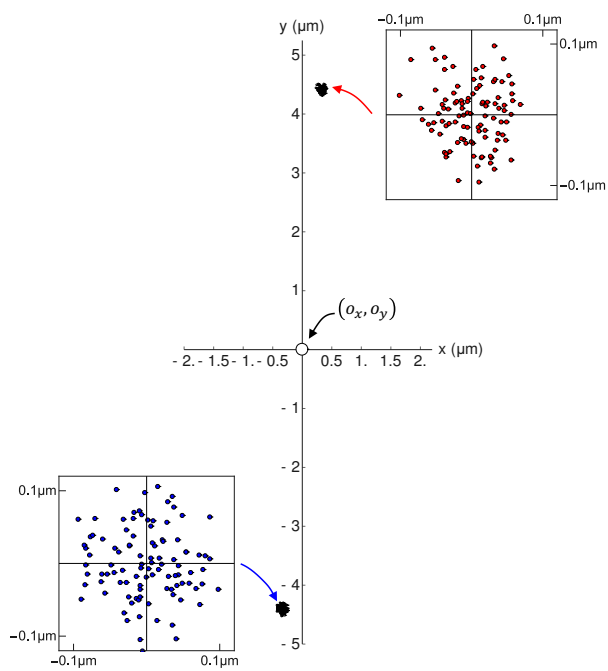 y (µm)
-0.1µm 0.1µm
0.1µm
-0.1µm
5
4
3
2
1
(o_x, o_y)
x (µm)
- 2. - 1.5 - 1. - 0.5 0.5 1. 1.5 2.
- 1
- 2
- 3
- 4
- 5
0.1µm
-0.1µm
-0.1µm 0.1µm